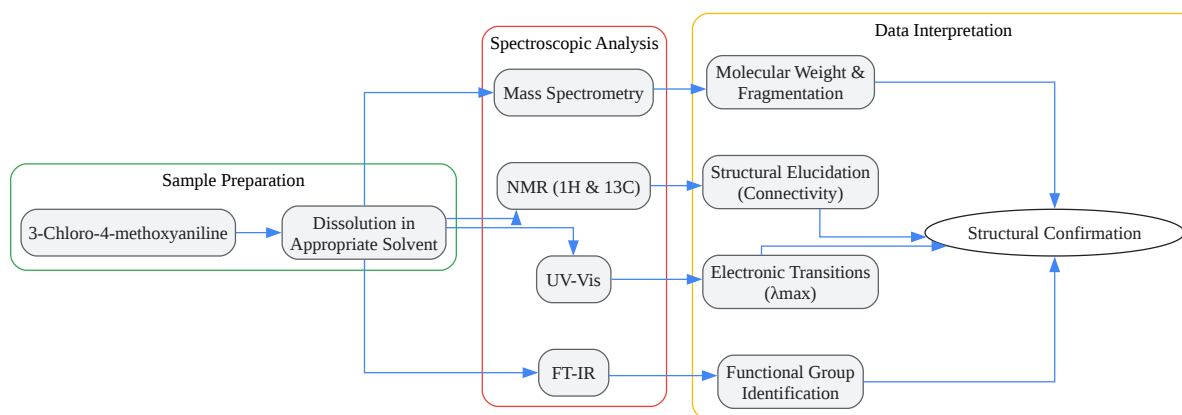 Sample Preparation
3-Chloro-4-methoxyaniline
Dissolution in
Appropriate Solvent
Spectroscopic Analysis
Mass Spectrometry
NMR (1H & 13C)
UV-Vis
FT-IR
Data Interpretation
Molecular Weight &
Fragmentation
Structural Elucidation
(Connectivity)
Electronic Transitions
(λmax)
Functional Group
Identification
Structural Confirmation